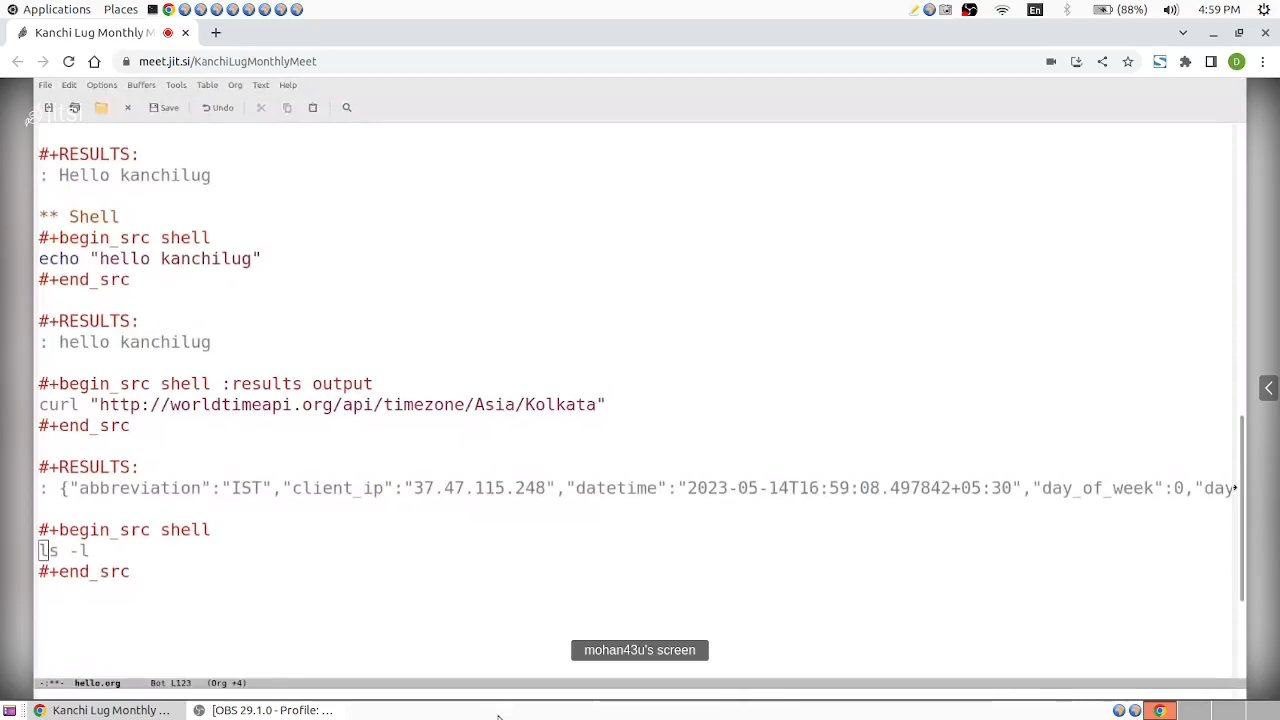 Applications Places En (88%) 4:59 PM
Kanchi Lug Monthly M
meet.jit.si/KanchiLugMonthlyMeet D
File Edit Options Buffers Tools Table Org Text Help
Save Undo
jitsi
#+RESULTS:
: Hello kanchilug
** Shell
#+begin_src shell
echo "hello kanchilug"
#+end_src
#+RESULTS:
: hello kanchilug
#+begin_src shell :results output
curl "http://worldtimeapi.org/api/timezone/Asia/Kolkata"
#+end_src
#+RESULTS:
: {"abbreviation":"IST","client_ip":"37.47.115.248","datetime":"2023-05-14T16:59:08.497842+05:30","day_of_week":0,"day
#+begin_src shell
ls -l
#+end_src
mohan43u's screen
-:**- hello.org Bot L123 (Org +4)
Kanchi Lug Monthly ... [OBS 29.1.0 - Profile: ...